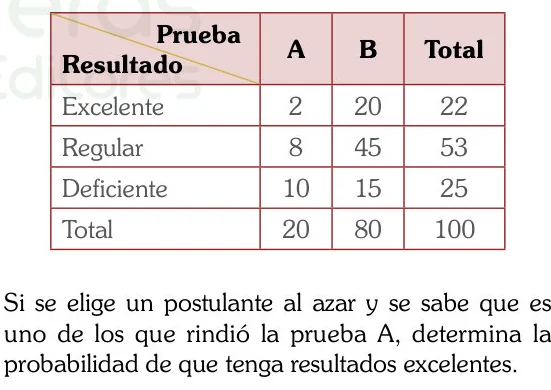 eras
Editores
Prueba
Resultado
A B Total
Excelente 2 20 22
Regular 8 45 53
Deficiente 10 15 25
Total 20 80 100
Si se elige un postulante al azar y se sabe que es
uno de los que rindió la prueba A, determina la
probabilidad de que tenga resultados excelentes.